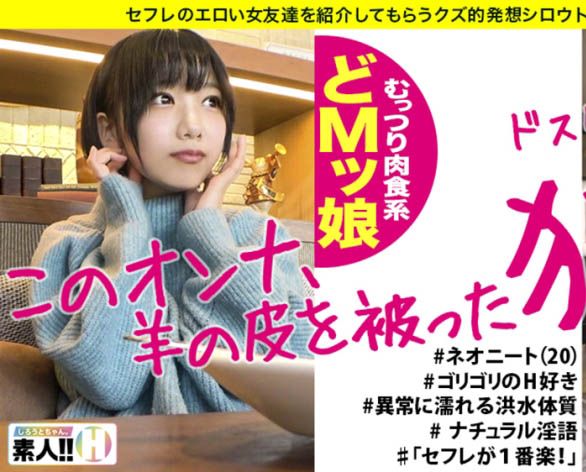 セフレのエロい女友達を紹介してもらうクズ的発想シロウト
むっつり肉食系
どMッ娘
ドス
このオンナ、
羊の皮を被った
#ネオニート(20)
#ゴリゴリのH好き
#異常に濡れる洪水体質
# ナチュラル淫語
#「セフレが1番楽!」
しろうとちゃん。
素人!!
H